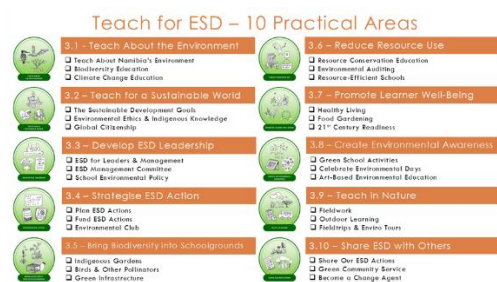 Teach for ESD – 10 Practical Areas
3.1 - Teach About the Environment
❑ Teach About Namibia's Environment
❑ Biodiversity Education
❑ Climate Change Education
3.2 – Teach for a Sustainable World
❑ The Sustainable Development Goals
❑ Environmental Ethics & Indigenous Knowledge
❑ Global Citizenship
3.3 – Develop ESD Leadership
❑ ESD for Leaders & Management
❑ ESD Management Committee
❑ School Environmental Policy
3.4 – Strategise ESD Action
❑ Plan ESD Actions
❑ Fund ESD Actions
❑ Environmental Club
3.5 – Bring Biodiversity into Schoolgrounds
❑ Indigenous Gardens
❑ Birds & Other Pollinators
❑ Green Infrastructure
3.6 – Reduce Resource Use
❑ Resource Conservation Education
❑ Environmental Auditing
❑ Resource-Efficient Schools
3.7 – Promote Learner Well-Being
❑ Healthy Living
❑ Food Gardening
❑ 21st Century Readiness
3.8 – Create Environmental Awareness
❑ Green School Activities
❑ Celebrate Environmental Days
❑ Art-Based Environmental Education
3.9 – Teach in Nature
❑ Fieldwork
❑ Outdoor Learning
❑ Fieldtrips & Enviro Tours
3.10 – Share ESD with Others
❑ Share Our ESD Actions
❑ Green Community Service
❑ Become a Change Agent